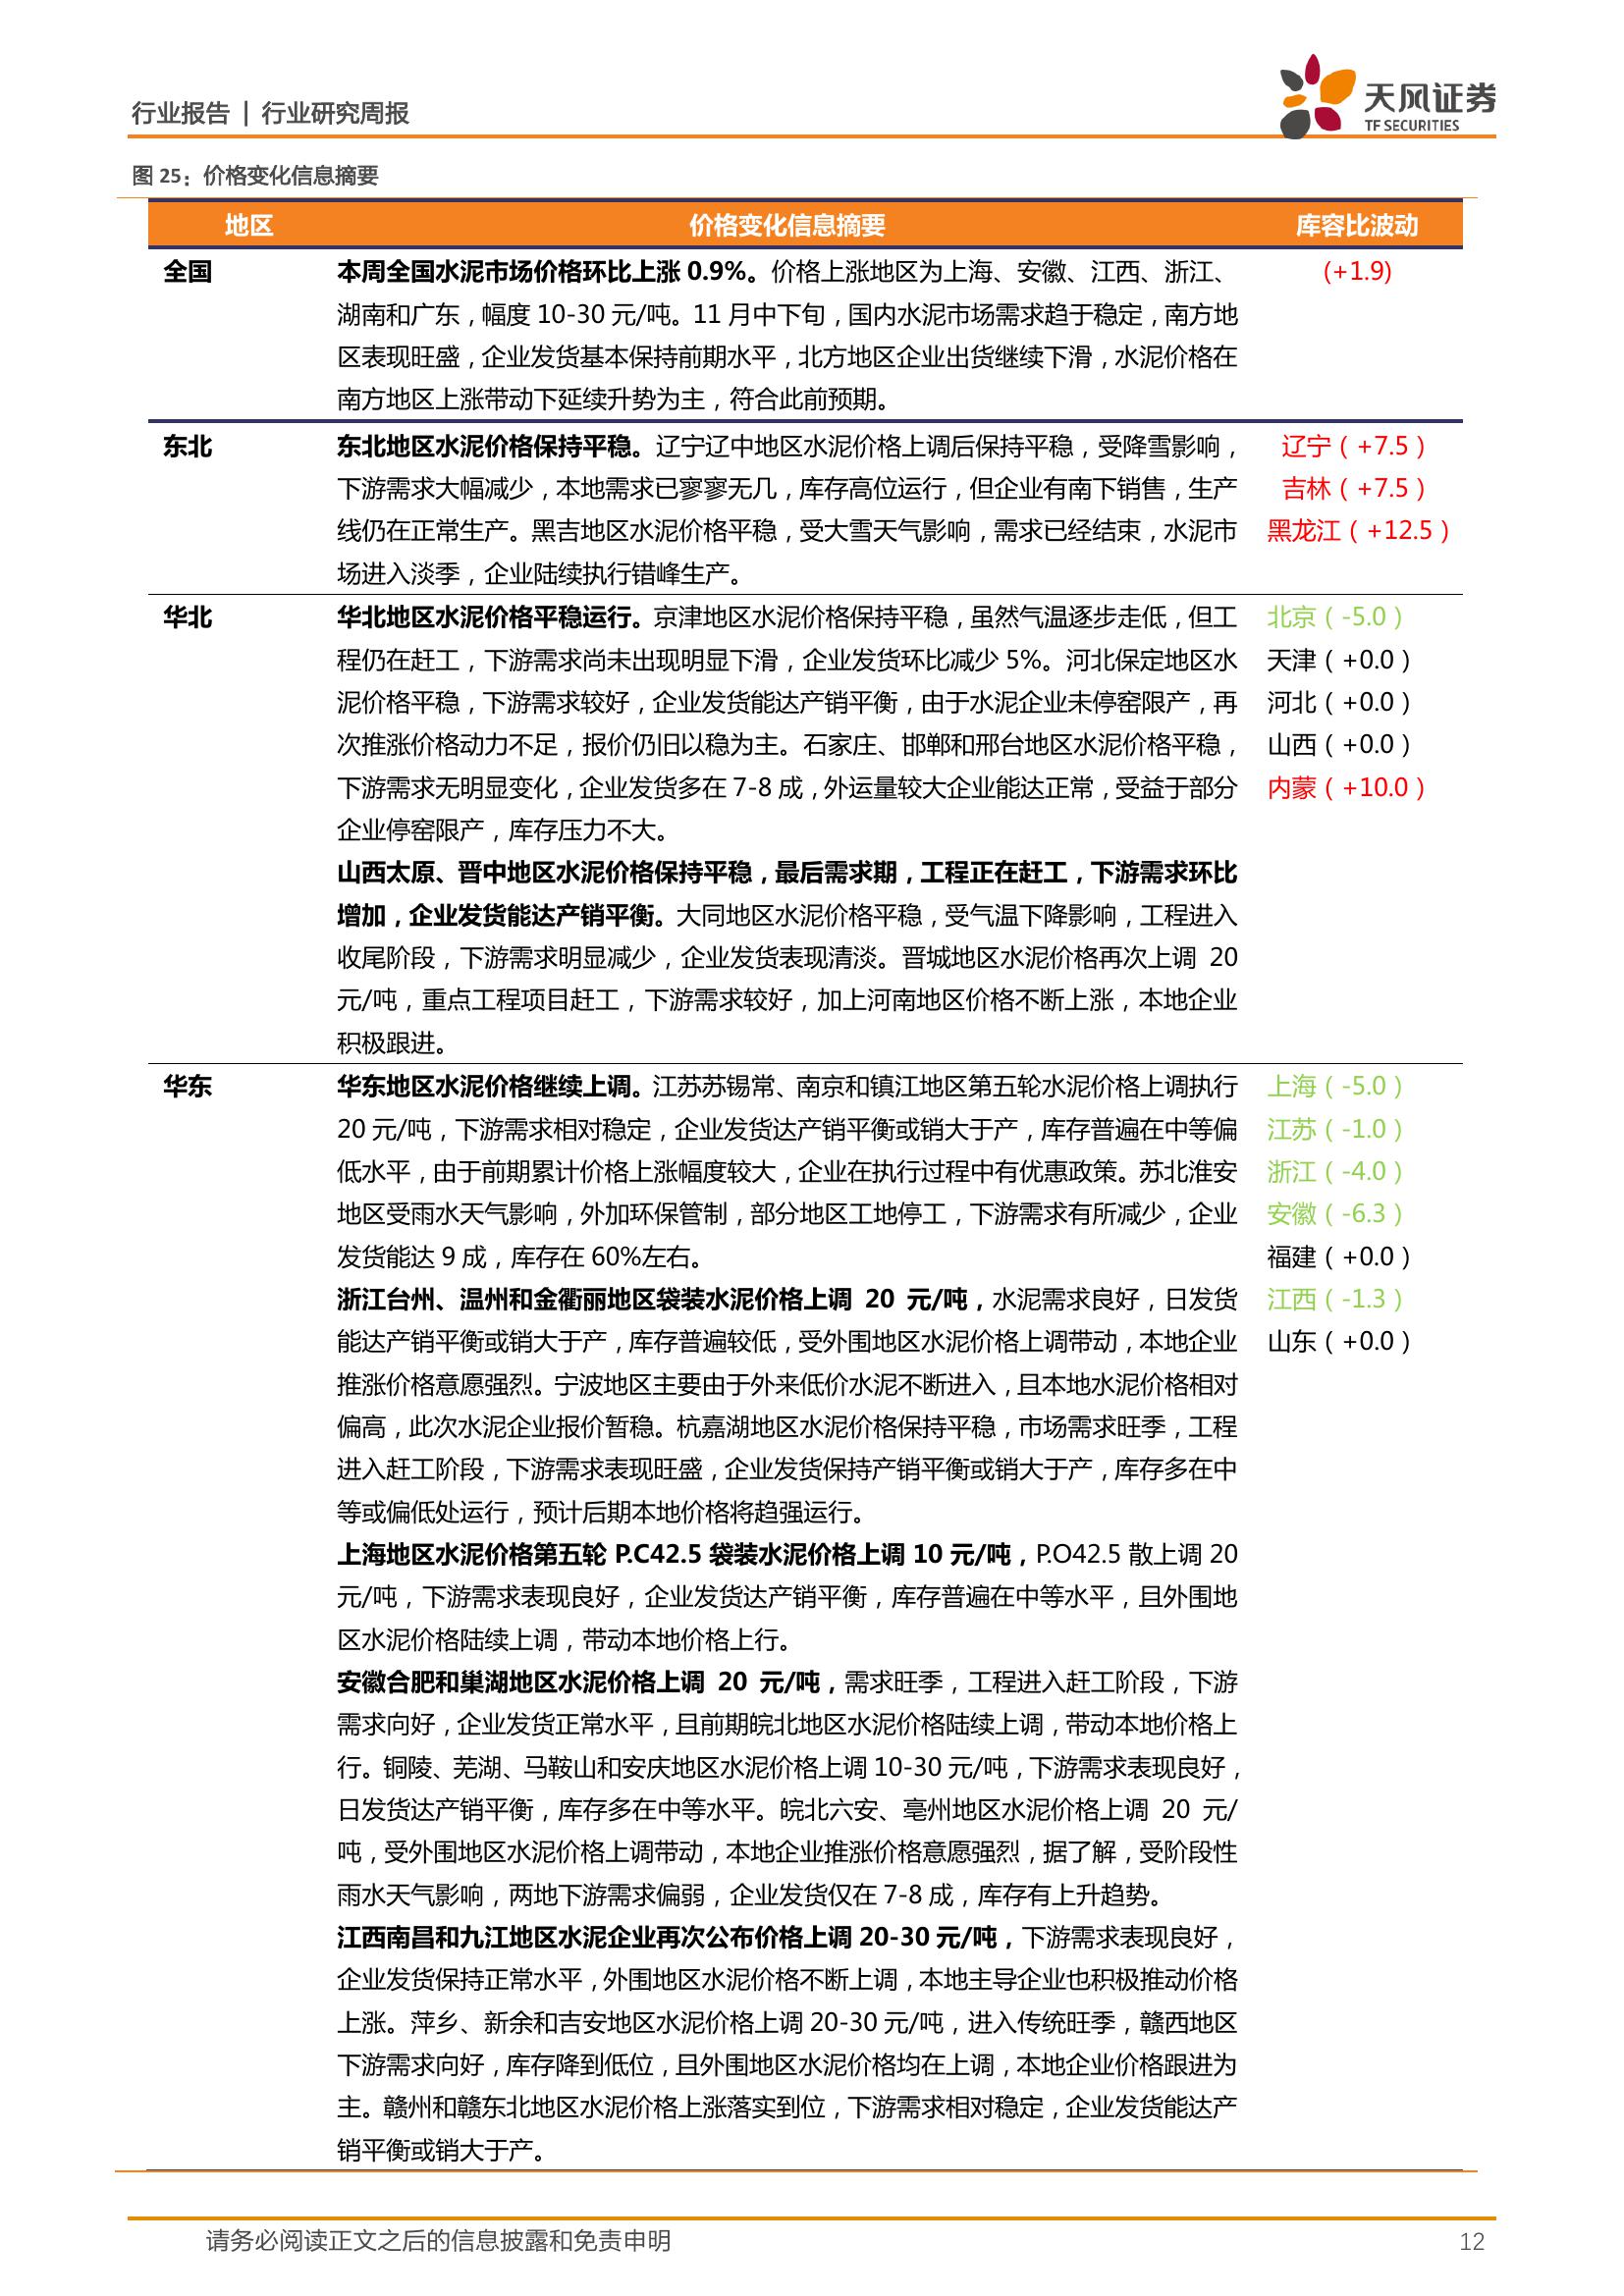 行业报告 | 行业研究周报
天风证券
TF SECURITIES
图 25：价格变化信息摘要
地区 价格变化信息摘要 库容比波动
全国 本周全国水泥市场价格环比上涨 0.9%。价格上涨地区为上海、安徽、江西、浙江、 (+1.9)
湖南和广东，幅度 10-30 元/吨。11 月中下旬，国内水泥市场需求趋于稳定，南方地
区表现旺盛，企业发货基本保持前期水平，北方地区企业出货继续下滑，水泥价格在
南方地区上涨带动下延续升势为主，符合此前预期。
东北 东北地区水泥价格保持平稳。辽宁辽中地区水泥价格上调后保持平稳，受降雪影响， 辽宁（+7.5）
下游需求大幅减少，本地需求已寥寥无几，库存高位运行，但企业有南下销售，生产 吉林（+7.5）
线仍在正常生产。黑吉地区水泥价格平稳，受大雪天气影响，需求已经结束，水泥市 黑龙江（+12.5）
场进入淡季，企业陆续执行错峰生产。
华北 华北地区水泥价格平稳运行。京津地区水泥价格保持平稳，虽然气温逐步走低，但工 北京（-5.0）
程仍在赶工，下游需求尚未出现明显下滑，企业发货环比减少 5%。河北保定地区水 天津（+0.0）
泥价格平稳，下游需求较好，企业发货能达产销平衡，由于水泥企业未停窑限产，再 河北（+0.0）
次推涨价格动力不足，报价仍旧以稳为主。石家庄、邯郸和邢台地区水泥价格平稳， 山西（+0.0）
下游需求无明显变化，企业发货多在 7-8 成，外运量较大企业能达正常，受益于部分 内蒙（+10.0）
企业停窑限产，库存压力不大。
山西太原、晋中地区水泥价格保持平稳，最后需求期，工程正在赶工，下游需求环比
增加，企业发货能达产销平衡。大同地区水泥价格平稳，受气温下降影响，工程进入
收尾阶段，下游需求明显减少，企业发货表现清淡。晋城地区水泥价格再次上调 20
元/吨，重点工程项目赶工，下游需求较好，加上河南地区价格不断上涨，本地企业
积极跟进。
华东 华东地区水泥价格继续上调。江苏苏锡常、南京和镇江地区第五轮水泥价格上调执行 上海（-5.0）
20 元/吨，下游需求相对稳定，企业发货达产销平衡或销大于产，库存普遍在中等偏 江苏（-1.0）
低水平，由于前期累计价格上涨幅度较大，企业在执行过程中有优惠政策。苏北淮安 浙江（-4.0）
地区受雨水天气影响，外加环保管制，部分地区工地停工，下游需求有所减少，企业 安徽（-6.3）
发货能达 9 成，库存在 60%左右。 福建（+0.0）
浙江台州、温州和金衢丽地区袋装水泥价格上调 20 元/吨，水泥需求良好，日发货 江西（-1.3）
能达产销平衡或销大于产，库存普遍较低，受外围地区水泥价格上调带动，本地企业 山东（+0.0）
推涨价格意愿强烈。宁波地区主要由于外来低价水泥不断进入，且本地水泥价格相对
偏高，此次水泥企业报价暂稳。杭嘉湖地区水泥价格保持平稳，市场需求旺季，工程
进入赶工阶段，下游需求表现旺盛，企业发货保持产销平衡或销大于产，库存多在中
等或偏低处运行，预计后期本地价格将趋强运行。
上海地区水泥价格第五轮 P.C42.5 袋装水泥价格上调 10 元/吨，P.O42.5 散上调 20
元/吨，下游需求表现良好，企业发货达产销平衡，库存普遍在中等水平，且外围地
区水泥价格陆续上调，带动本地价格上行。
安徽合肥和巢湖地区水泥价格上调 20 元/吨，需求旺季，工程进入赶工阶段，下游
需求向好，企业发货正常水平，且前期皖北地区水泥价格陆续上调，带动本地价格上
行。铜陵、芜湖、马鞍山和安庆地区水泥价格上调 10-30 元/吨，下游需求表现良好，
日发货达产销平衡，库存多在中等水平。皖北六安、亳州地区水泥价格上调 20 元/
吨，受外围地区水泥价格上调带动，本地企业推涨价格意愿强烈，据了解，受阶段性
雨水天气影响，两地下游需求偏弱，企业发货仅在 7-8 成，库存有上升趋势。
江西南昌和九江地区水泥企业再次公布价格上调 20-30 元/吨，下游需求表现良好，
企业发货保持正常水平，外围地区水泥价格不断上调，本地主导企业也积极推动价格
上涨。萍乡、新余和吉安地区水泥价格上调 20-30 元/吨，进入传统旺季，赣西地区
下游需求向好，库存降到低位，且外围地区水泥价格均在上调，本地企业价格跟进为
主。赣州和赣东北地区水泥价格上涨落实到位，下游需求相对稳定，企业发货能达产
销平衡或销大于产。
请务必阅读正文之后的信息披露和免责申明 12